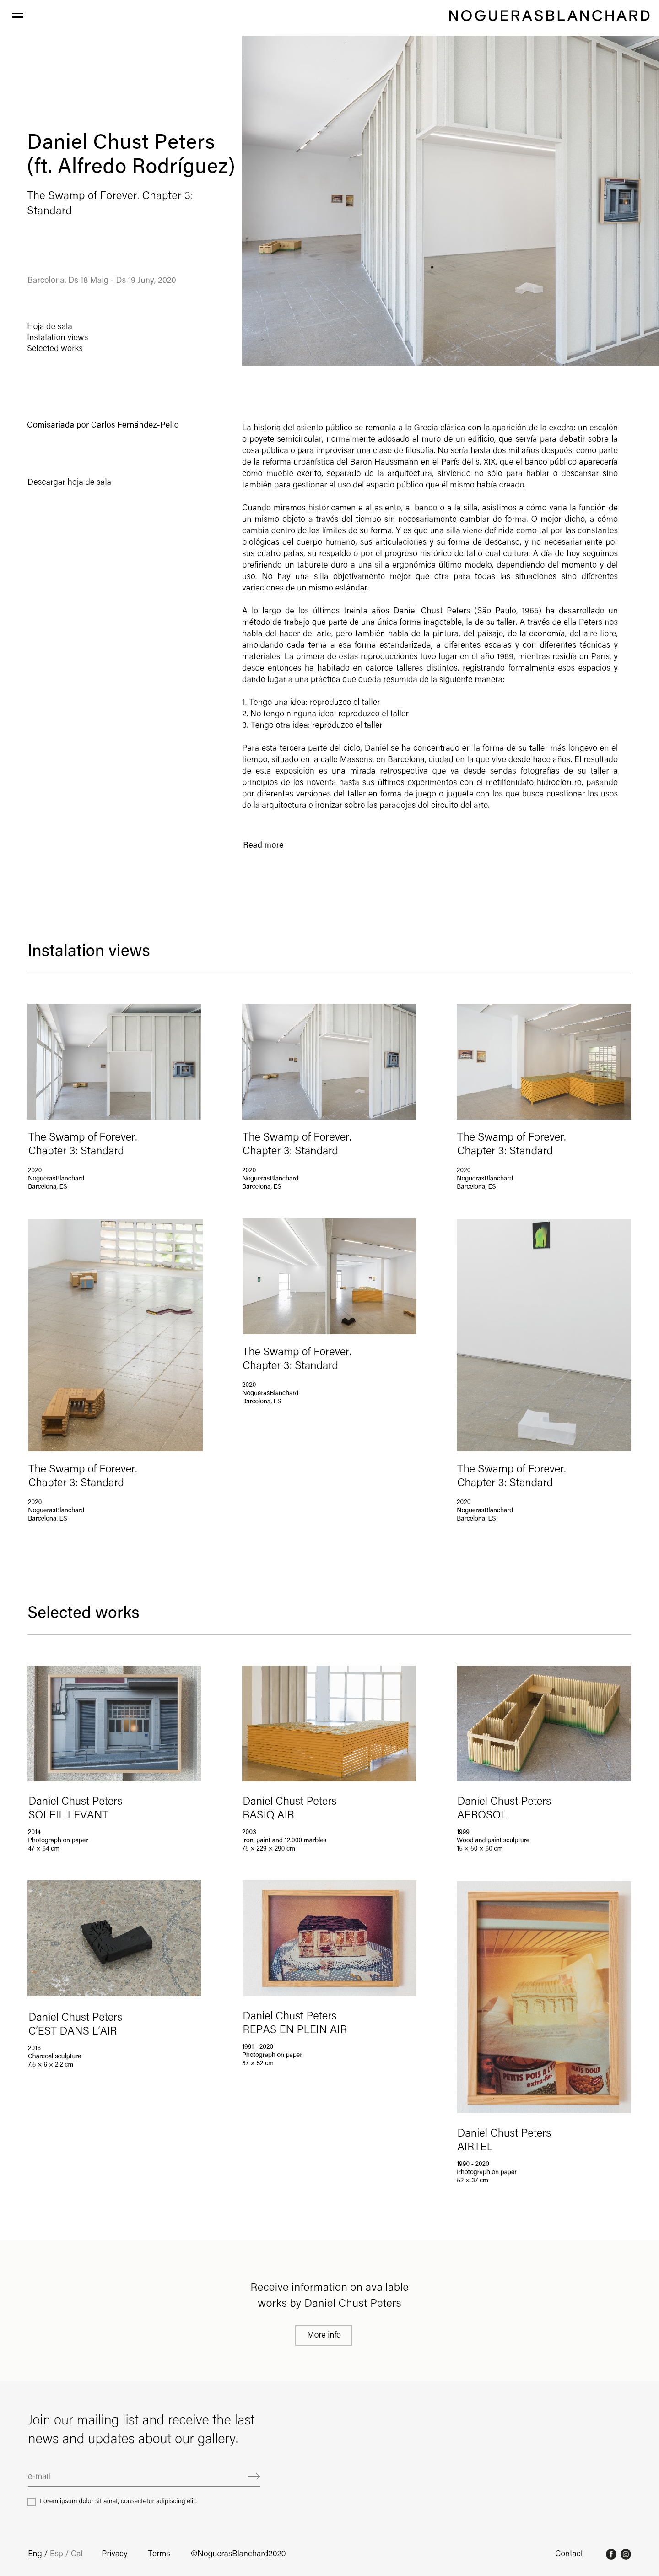 NOGUERASBLANCHARD
Daniel Chust Peters
(ft. Alfredo Rodríguez)
The Swamp of Forever. Chapter 3:
Standard
Barcelona. Ds 18 Maig - Ds 19 Juny, 2020
Hoja de sala
Instalation views
Selected works
Comisariada por Carlos Fernández-Pello
Descargar hoja de sala
La historia del asiento público se remonta a la Grecia clásica con la aparición de la exedra: un escalón
o poyete semicircular, normalmente adosado al muro de un edificio, que servía para debatir sobre la
cosa pública o para improvisar una clase de filosofía. No sería hasta dos mil años después, como parte
de la reforma urbanística del Baron Haussmann en el París del s. XIX, que el banco público aparecería
como mueble exento, separado de la arquitectura, sirviendo no sólo para hablar o descansar sino
también para gestionar el uso del espacio público que él mismo había creado.
Cuando miramos históricamente al asiento, al banco o a la silla, asistimos a cómo varía la función de
un mismo objeto a través del tiempo sin necesariamente cambiar de forma. O mejor dicho, a cómo
cambia dentro de los límites de su forma. Y es que una silla viene definida como tal por las constantes
biológicas del cuerpo humano, sus articulaciones y su forma de descanso, y no necesariamente por
sus cuatro patas, su respaldo o por el progreso histórico de tal o cual cultura. A día de hoy seguimos
prefiriendo un taburete duro a una silla ergonómica último modelo, dependiendo del momento y del
uso. No hay una silla objetivamente mejor que otra para todas las situaciones sino diferentes
variaciones de un mismo estándar.
A lo largo de los últimos treinta años Daniel Chust Peters (São Paulo, 1965) ha desarrollado un
método de trabajo que parte de una única forma inagotable, la de su taller. A través de ella Peters nos
habla del hacer del arte, pero también habla de la pintura, del paisaje, de la economía, del aire libre,
amoldando cada tema a esa forma estandarizada, a diferentes escalas y con diferentes técnicas y
materiales. La primera de estas reproducciones tuvo lugar en el año 1989, mientras residía en París, y
desde entonces ha habitado en catorce talleres distintos, registrando formalmente esos espacios y
dando lugar a una práctica que queda resumida de la siguiente manera:
1. Tengo una idea: reproduzco el taller
2. No tengo ninguna idea: reproduzco el taller
3. Tengo otra idea: reproduzco el taller
Para esta tercera parte del ciclo, Daniel se ha concentrado en la forma de su taller más longevo en el
tiempo, situado en la calle Massens, en Barcelona, ciudad en la que vive desde hace años. El resultado
de esta exposición es una mirada retrospectiva que va desde sendas fotografías de su taller a
principios de los noventa hasta sus últimos experimentos con el metilfenidato hidrocloruro, pasando
por diferentes versiones del taller en forma de juego o juguete con los que busca cuestionar los usos
de la arquitectura e ironizar sobre las paradojas del circuito del arte.
Read more
Instalation views
The Swamp of Forever.
Chapter 3: Standard
2020
NoguerasBlanchard
Barcelona, ES
The Swamp of Forever.
Chapter 3: Standard
2020
NoguerasBlanchard
Barcelona, ES
The Swamp of Forever.
Chapter 3: Standard
2020
NoguerasBlanchard
Barcelona, ES
The Swamp of Forever.
Chapter 3: Standard
2020
NoguerasBlanchard
Barcelona, ES
The Swamp of Forever.
Chapter 3: Standard
2020
NoguerasBlanchard
Barcelona, ES
The Swamp of Forever.
Chapter 3: Standard
2020
NoguerasBlanchard
Barcelona, ES
Selected works
Daniel Chust Peters
SOLEIL LEVANT
2014
Photograph on paper
47 × 64 cm
Daniel Chust Peters
BASIQ AIR
2003
Iron, paint and 12.000 marbles
75 × 229 × 290 cm
Daniel Chust Peters
AEROSOL
1999
Wood and paint sculpture
15 × 50 × 60 cm
Daniel Chust Peters
C'EST DANS L'AIR
2016
Charcoal sculpture
7,5 × 6 × 2,2 cm
Daniel Chust Peters
REPAS EN PLEIN AIR
1991 - 2020
Photograph on paper
37 × 52 cm
PETITS POIS A L'
extra-fins
MAÏS DOUX
Daniel Chust Peters
AIRTEL
1990 - 2020
Photograph on paper
52 × 37 cm
Receive information on available
works by Daniel Chust Peters
More info
Join our mailing list and receive the last
news and updates about our gallery.
e-mail
Lorem ipsum dolor sit amet, consectetur adipiscing elit.
Eng / Esp / Cat
Privacy
Terms
©NoguerasBlanchard2020
Contact